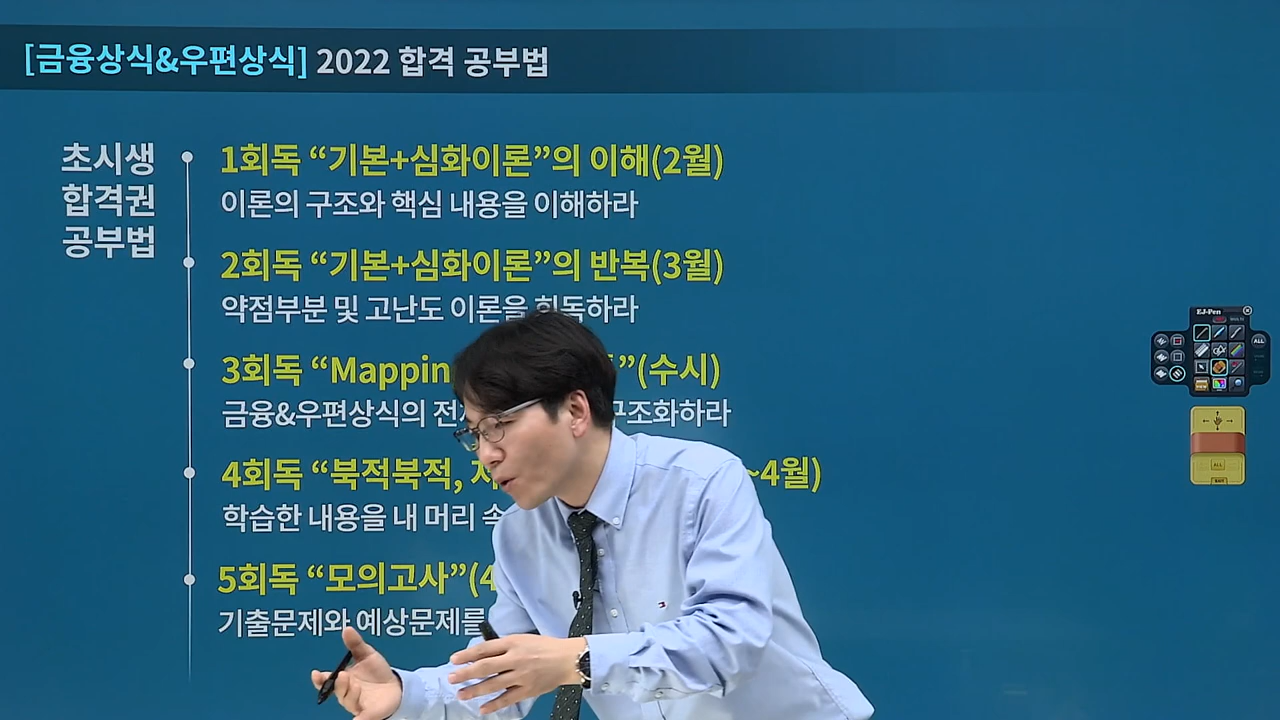 [금융상식&우편상식] 2022 합격 공부법
초시생
합격권
공부법
1회독 “기본+심화이론”의 이해(2월)
이론의 구조와 핵심 내용을 이해하라
2회독 “기본+심화이론”의 반복(3월)
약점부분 및 고난도 이론을 회독하라
3회독 “Mappin ”(수시)
금융&우편상식의 구조화하라
4회독 “북적북적, ~4월)
학습한 내용을 내 머리 속
5회독 “모의고사”(4
기출문제와 예상문제를
EJ-Pen
ALL
ALL
EXIT